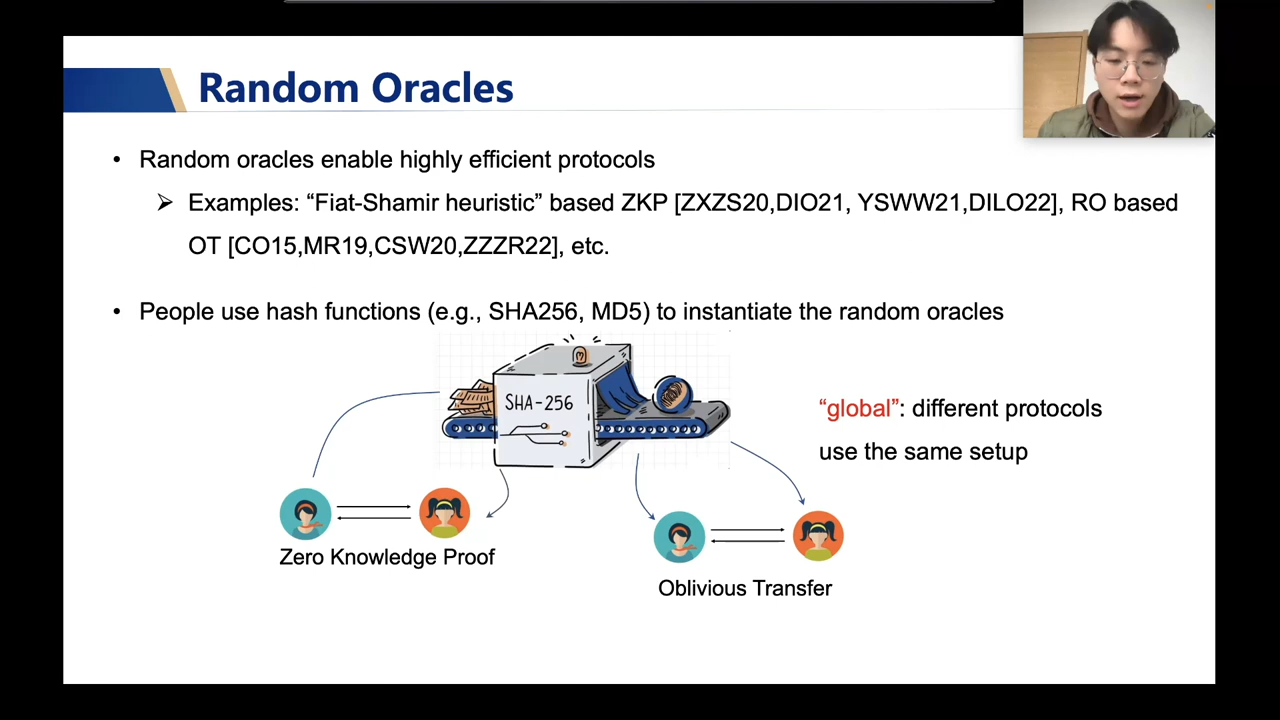 Random Oracles
• Random oracles enable highly efficient protocols
➢ Examples: “Fiat-Shamir heuristic” based ZKP [ZXZS20,DIO21, YSWW21,DILO22], RO based
OT [CO15,MR19,CSW20,ZZZR22], etc.
• People use hash functions (e.g., SHA256, MD5) to instantiate the random oracles
SHA-256
“global”: different protocols
use the same setup
Zero Knowledge Proof
Oblivious Transfer